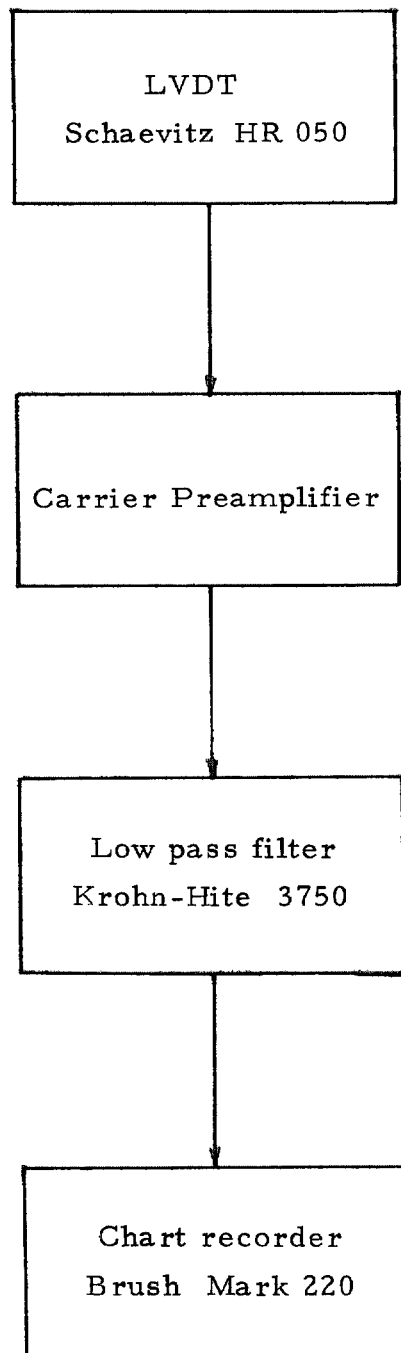 LVDT
Schaevitz HR 050
Carrier Preamplifier
Low pass filter
Krohn-Hite 3750
Chart recorder
Brush Mark 220